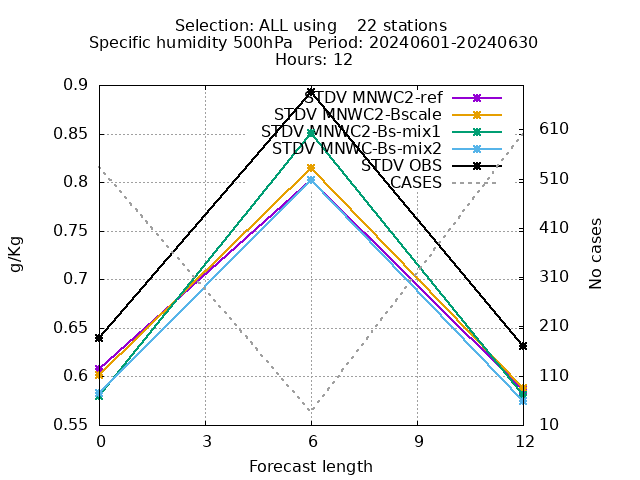 Selection: ALL using    22 stations
Specific humidity 500hPa   Period: 20240601-20240630
Hours: 12
0.9
0.85
0.8
0.75
0.7
0.65
0.6
0.55
g/Kg
STDV MNWC2-ref
STDV MNWC2-Bscale
STDV MNWC2-Bs-mix1
STDV MNWC-Bs-mix2
STDV OBS
CASES
610
510
410
310
210
110
10
No cases
0
3
6
9
12
Forecast length